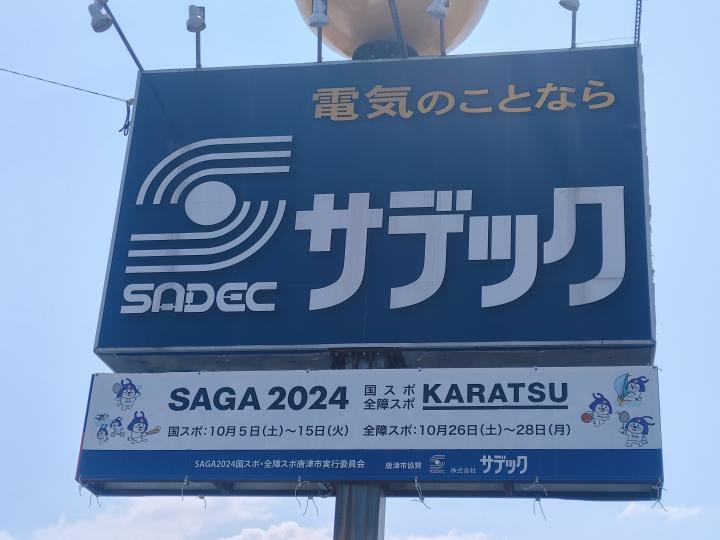 電気のことなら
サデック
SADEC
SAGA 2024 国スポ 全障スポ KARATSU
国スポ:10月5日(土)~15日(火) 全障スポ:10月26日(土)~28日(月)
SAGA2024国スポ・全障スポ唐津市実行委員会 唐津市協賛 SADEC 株式会社 サデック